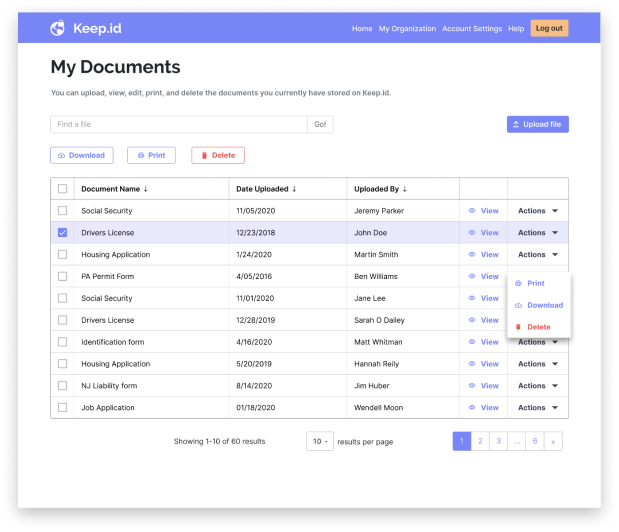 Keep.id Home My Organization Account Settings Help Log out
My Documents
You can upload, view, edit, print, and delete the documents you currently have stored on Keep.id.
Find a file Go! Upload file
Download Print Delete
Document Name ↓ Date Uploaded ↓ Uploaded By ↓
Social Security 11/05/2020 Jeremy Parker View Actions
Drivers License 12/23/2018 John Doe View Actions
Housing Application 1/24/2020 Martin Smith View Actions
PA Permit Form 4/05/2016 Ben Williams View
Print
Social Security 11/01/2020 Jane Lee View
Download
Drivers License 12/28/2019 Sarah O Dailey View
Delete
Identification form 4/16/2020 Matt Whitman View Actions
Housing Application 5/20/2019 Hannah Reily View Actions
NJ Liability form 8/14/2020 Jim Huber View Actions
Job Application 01/18/2020 Wendell Moon View Actions
Showing 1-10 of 60 results 10 results per page 1 2 3 ... 6 »